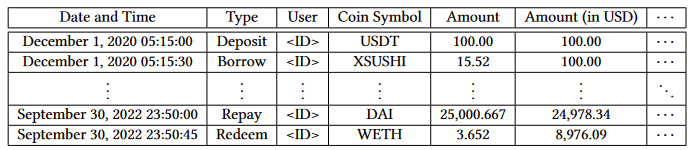 Date and Time Type User Coin Symbol Amount Amount (in USD) ⋯
December 1, 2020 05:15:00 Deposit <ID> USDT 100.00 100.00 ⋯
December 1, 2020 05:15:30 Borrow <ID> XSUSHI 15.52 100.00 ⋯
⋮ ⋮ ⋮ ⋮ ⋮ ⋮ ⋱
September 30, 2022 23:50:00 Repay <ID> DAI 25,000.667 24,978.34 ⋯
September 30, 2022 23:50:45 Redeem <ID> WETH 3.652 8,976.09 ⋯